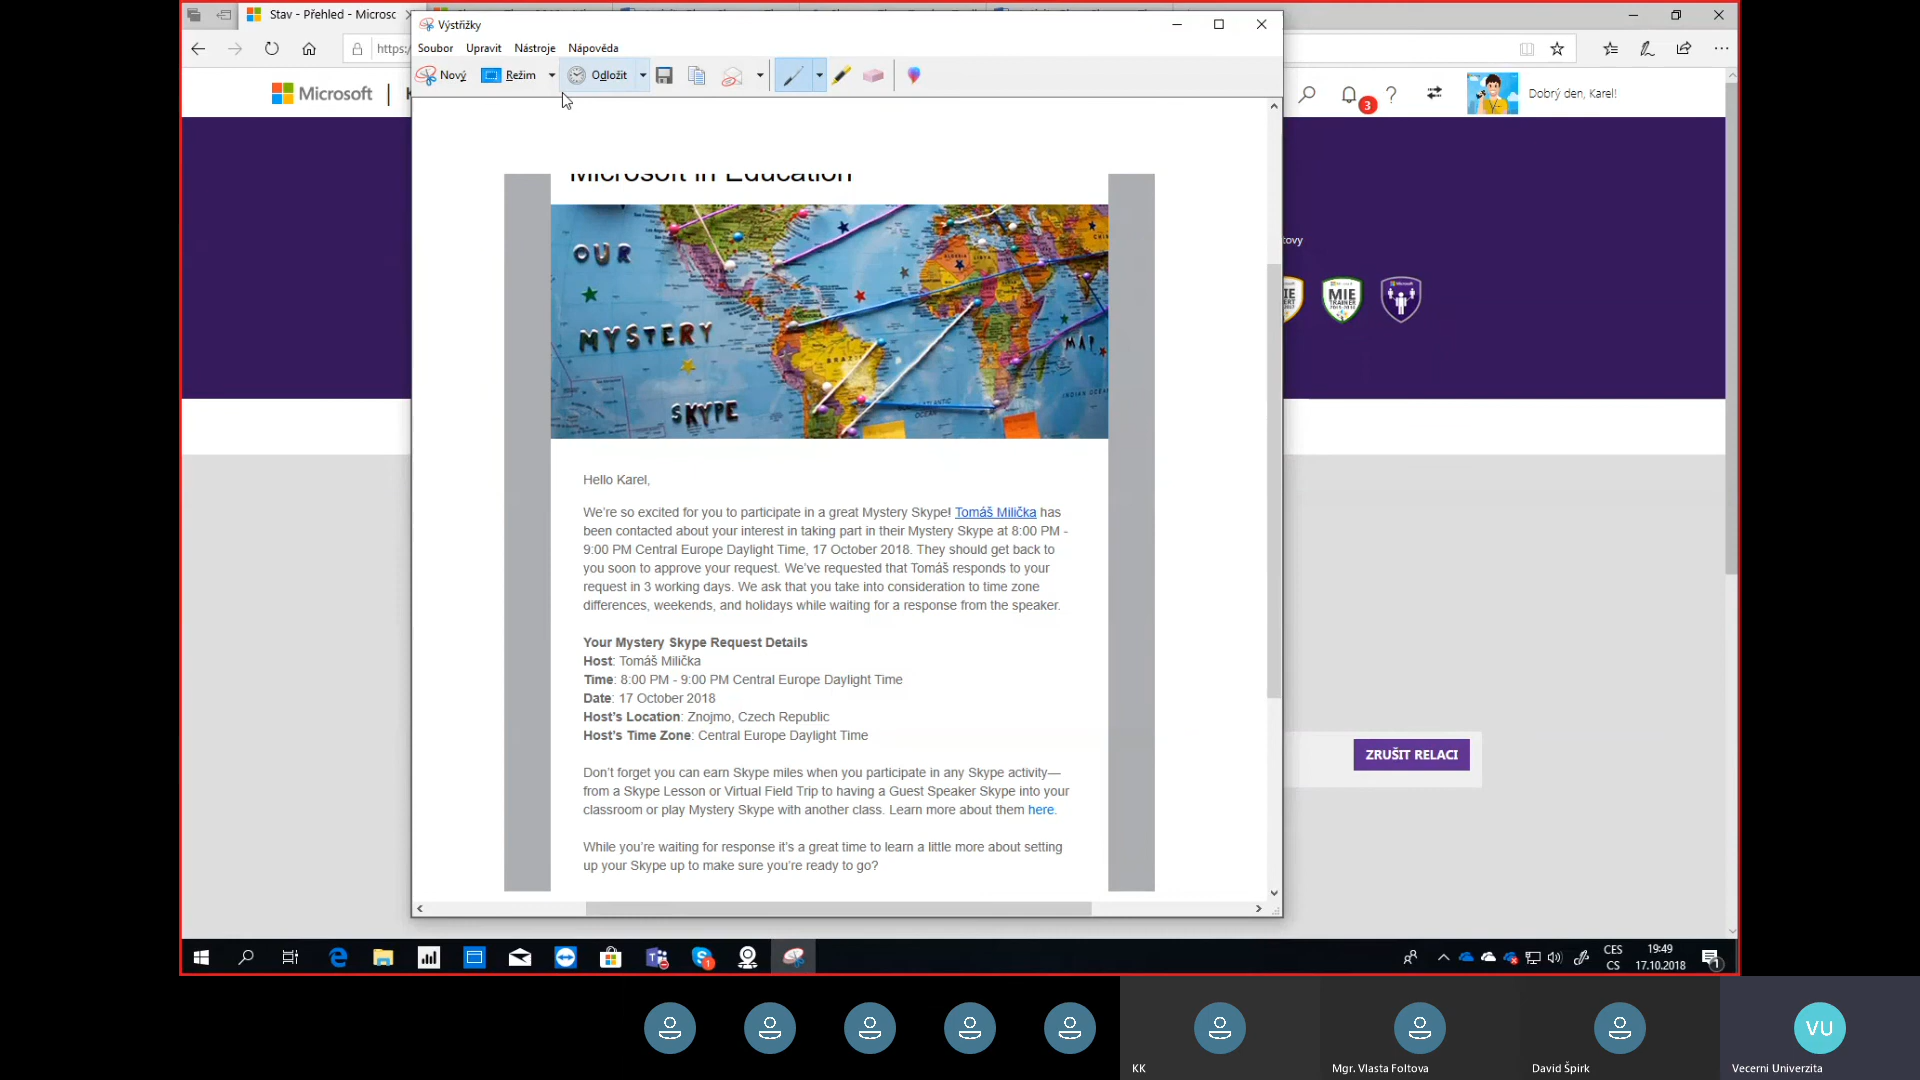 Stav - Přehled - Microsc
Výstřižky
Soubor Upravit Nástroje Nápověda
https:
Nový Režim Odložit
Microsoft
3
Dobrý den, Karel!
Microsoft in Education
OUR
MYSTERY
MAP
SKYPE
BRAZIL
INDIAN OCEAN
MIE
TRAINER
Hello Karel,
We're so excited for you to participate in a great Mystery Skype! Tomáš Milička has
been contacted about your interest in taking part in their Mystery Skype at 8:00 PM -
9:00 PM Central Europe Daylight Time, 17 October 2018. They should get back to
you soon to approve your request. We've requested that Tomáš responds to your
request in 3 working days. We ask that you take into consideration to time zone
differences, weekends, and holidays while waiting for a response from the speaker.
Your Mystery Skype Request Details
Host: Tomáš Milička
Time: 8:00 PM - 9:00 PM Central Europe Daylight Time
Date: 17 October 2018
Host's Location: Znojmo, Czech Republic
Host's Time Zone: Central Europe Daylight Time
ZRUŠIT RELACI
Don't forget you can earn Skype miles when you participate in any Skype activity—
from a Skype Lesson or Virtual Field Trip to having a Guest Speaker Skype into your
classroom or play Mystery Skype with another class. Learn more about them here.
While you're waiting for response it's a great time to learn a little more about setting
up your Skype up to make sure you're ready to go?
CES
CS
19:49
17.10.2018
1
VU
KK
Mgr. Vlasta Foltova
David Špirk
Vecerni Univerzita